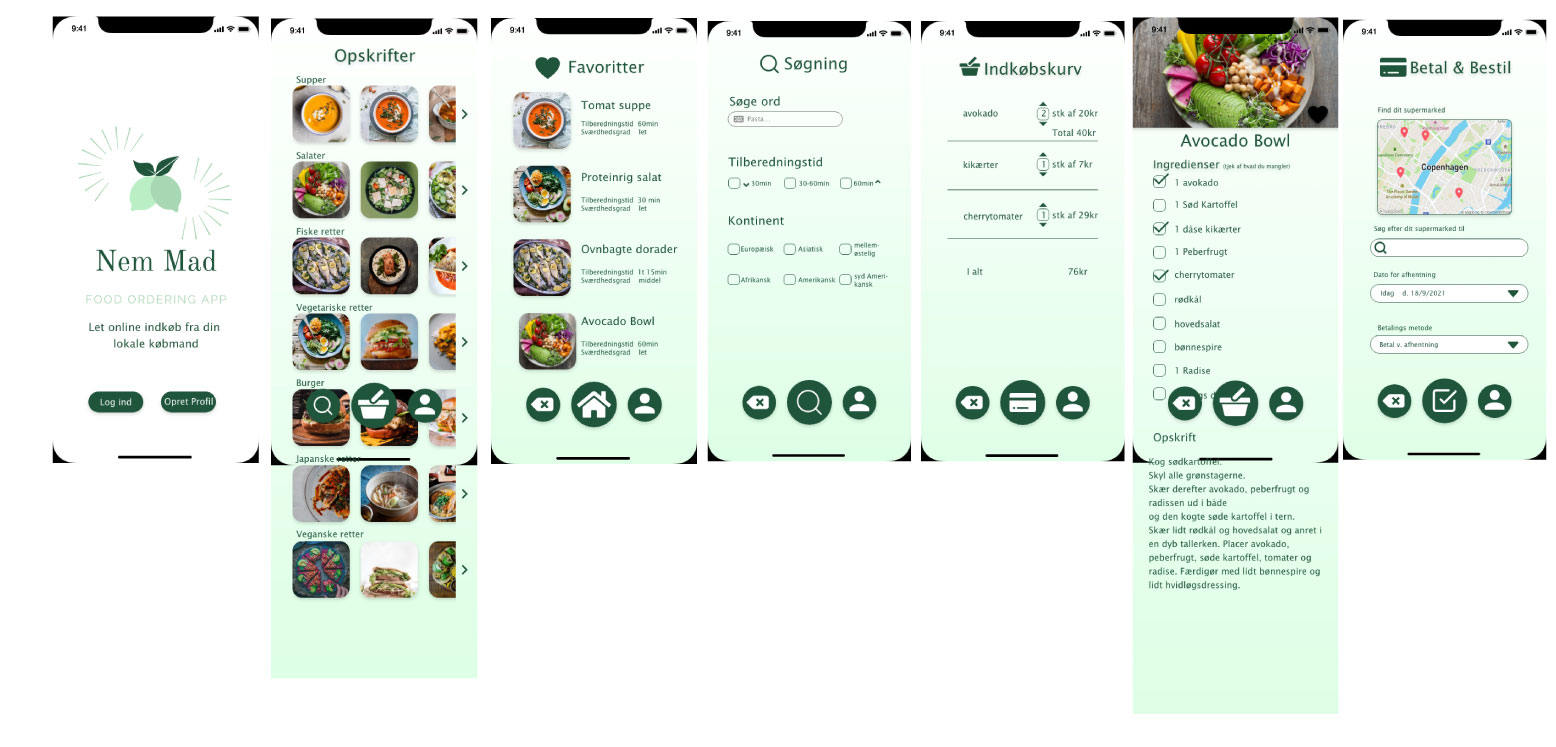 9:41
Nem Mad
FOOD ORDERING APP
Let online indkøb fra din
lokale købmand
Log ind
Opret Profil
9:41
Opskrifter
Supper
Salater
Fiske retter
Vegetariske retter
Burger
Japanske retter
Veganske retter
9:41
Favoritter
Tomat suppe
Tilberedningstid 60min
Sværdhedsgrad let
Proteinrig salat
Tilberedningstid 30 min
Sværdhedsgrad let
Ovnbagte dorader
Tilberedningstid 1t 15min
Sværdhedsgrad middel
Avocado Bowl
Tilberedningstid 60min
Sværdhedsgrad let
9:41
Søgning
Søge ord
Pasta...
Tilberedningstid
30min 30-60min 60min
Kontinent
Europæisk Asiatisk mellem-
østelig
Afrikansk Amerikansk syd Ameri-
kansk
9:41
Indkøbskurv
avokado 2 stk af 20kr
Total 40kr
kikærter 1 stk af 7kr
cherrytomater 1 stk af 29kr
I alt 76kr
9:41
Avocado Bowl
Ingredienser (tjek af hvad du mangler)
1 avokado
1 Sød Kartoffel
1 dåse kikærter
1 Peberfrugt
cherrytomater
rødkål
hovedsalat
bønnespire
1 Radise
Opskrift
Kog sødkartoffel.
Skyl alle grønstagerne.
Skær derefter avokado, peberfrugt og
radissen ud i både
og den kogte søde kartoffel i tern.
Skær lidt rødkål og hovedsalat og anret i
en dyb tallerken. Placer avokado,
peberfrugt, søde kartoffel, tomater og
radise. Færdigør med lidt bønnespire og
lidt hvidløgsdressing.
9:41
Betal & Bestil
Find dit supermarked
Copenhagen
Søg efter dit supermarked til
Dato for afhentning
Idag d. 18/9/2021
Betalings metode
Betal v. afhentning